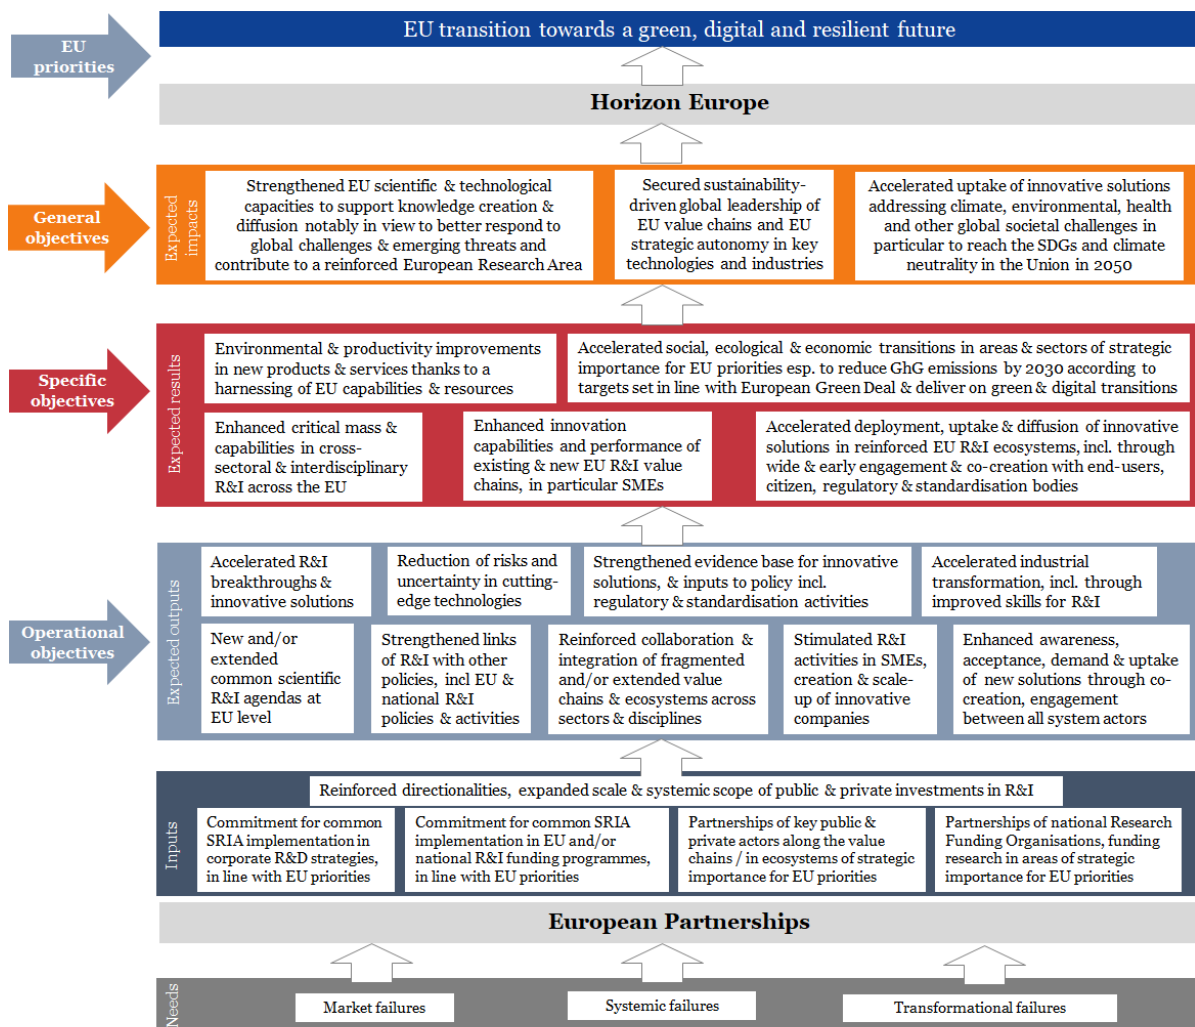 EU
priorities
EU transition towards a green, digital and resilient future
Horizon Europe
General
objectives
Expected
impacts
Strengthened EU scientific & technological
capacities to support knowledge creation &
diffusion notably in view to better respond to
global challenges & emerging threats and
contribute to a reinforced European Research Area
Secured sustainability-
driven global leadership of
EU value chains and EU
strategic autonomy in key
technologies and industries
Accelerated uptake of innovative solutions
addressing climate, environmental, health
and other global societal challenges in
particular to reach the SDGs and climate
neutrality in the Union in 2050
Specific
objectives
Expected results
Environmental & productivity improvements
in new products & services thanks to a
harnessing of EU capabilities & resources
Accelerated social, ecological & economic transitions in areas & sectors of strategic
importance for EU priorities esp. to reduce GhG emissions by 2030 according to
targets set in line with European Green Deal & deliver on green & digital transitions
Enhanced critical mass &
capabilities in cross-
sectoral & interdisciplinary
R&I across the EU
Enhanced innovation
capabilities and performance of
existing & new EU R&I value
chains, in particular SMEs
Accelerated deployment, uptake & diffusion of innovative
solutions in reinforced EU R&I ecosystems, incl. through
wide & early engagement & co-creation with end-users,
citizen, regulatory & standardisation bodies
Operational
objectives
Expected outputs
Accelerated R&I
breakthroughs &
innovative solutions
Reduction of risks and
uncertainty in cutting-
edge technologies
Strengthened evidence base for innovative
solutions, & inputs to policy incl.
regulatory & standardisation activities
Accelerated industrial
transformation, incl. through
improved skills for R&I
New and/or
extended
common scientific
R&I agendas at
EU level
Strengthened links
of R&I with other
policies, incl EU &
national R&I
policies & activities
Reinforced collaboration &
integration of fragmented
and/or extended value
chains & ecosystems across
sectors & disciplines
Stimulated R&I
activities in SMEs,
creation & scale-
up of innovative
companies
Enhanced awareness,
acceptance, demand & uptake
of new solutions through co-
creation, engagement
between all system actors
Inputs
Reinforced directionalities, expanded scale & systemic scope of public & private investments in R&I
Commitment for common
SRIA implementation in
corporate R&D strategies,
in line with EU priorities
Commitment for common SRIA
implementation in EU and/or
national R&I funding programmes,
in line with EU priorities
Partnerships of key public &
private actors along the value
chains / in ecosystems of strategic
importance for EU priorities
Partnerships of national Research
Funding Organisations, funding
research in areas of strategic
importance for EU priorities
European Partnerships
Needs
Market failures
Systemic failures
Transformational failures